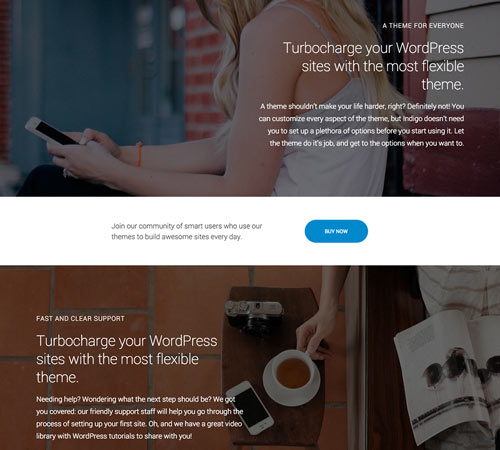 A THEME FOR EVERYONE
Turbocharge your WordPress
sites with the most flexible
theme.
A theme shouldn't make your life harder, right? Definitely not! You
can customize every aspect of the theme, but Indigo doesn't need
you to set up a plethora of options before you start using it. Let
the theme do it's job, and get to the options when you want to.
Join our community of smart users who use our
themes to build awesome sites every day.
BUY NOW
FAST AND CLEAR SUPPORT
Turbocharge your WordPress
sites with the most flexible
theme.
Needing help? Wondering what the next step should be? We got
you covered: our friendly support staff will help you go through the
process of setting up your first site. Oh, and we have a great video
library with WordPress tutorials to share with you!